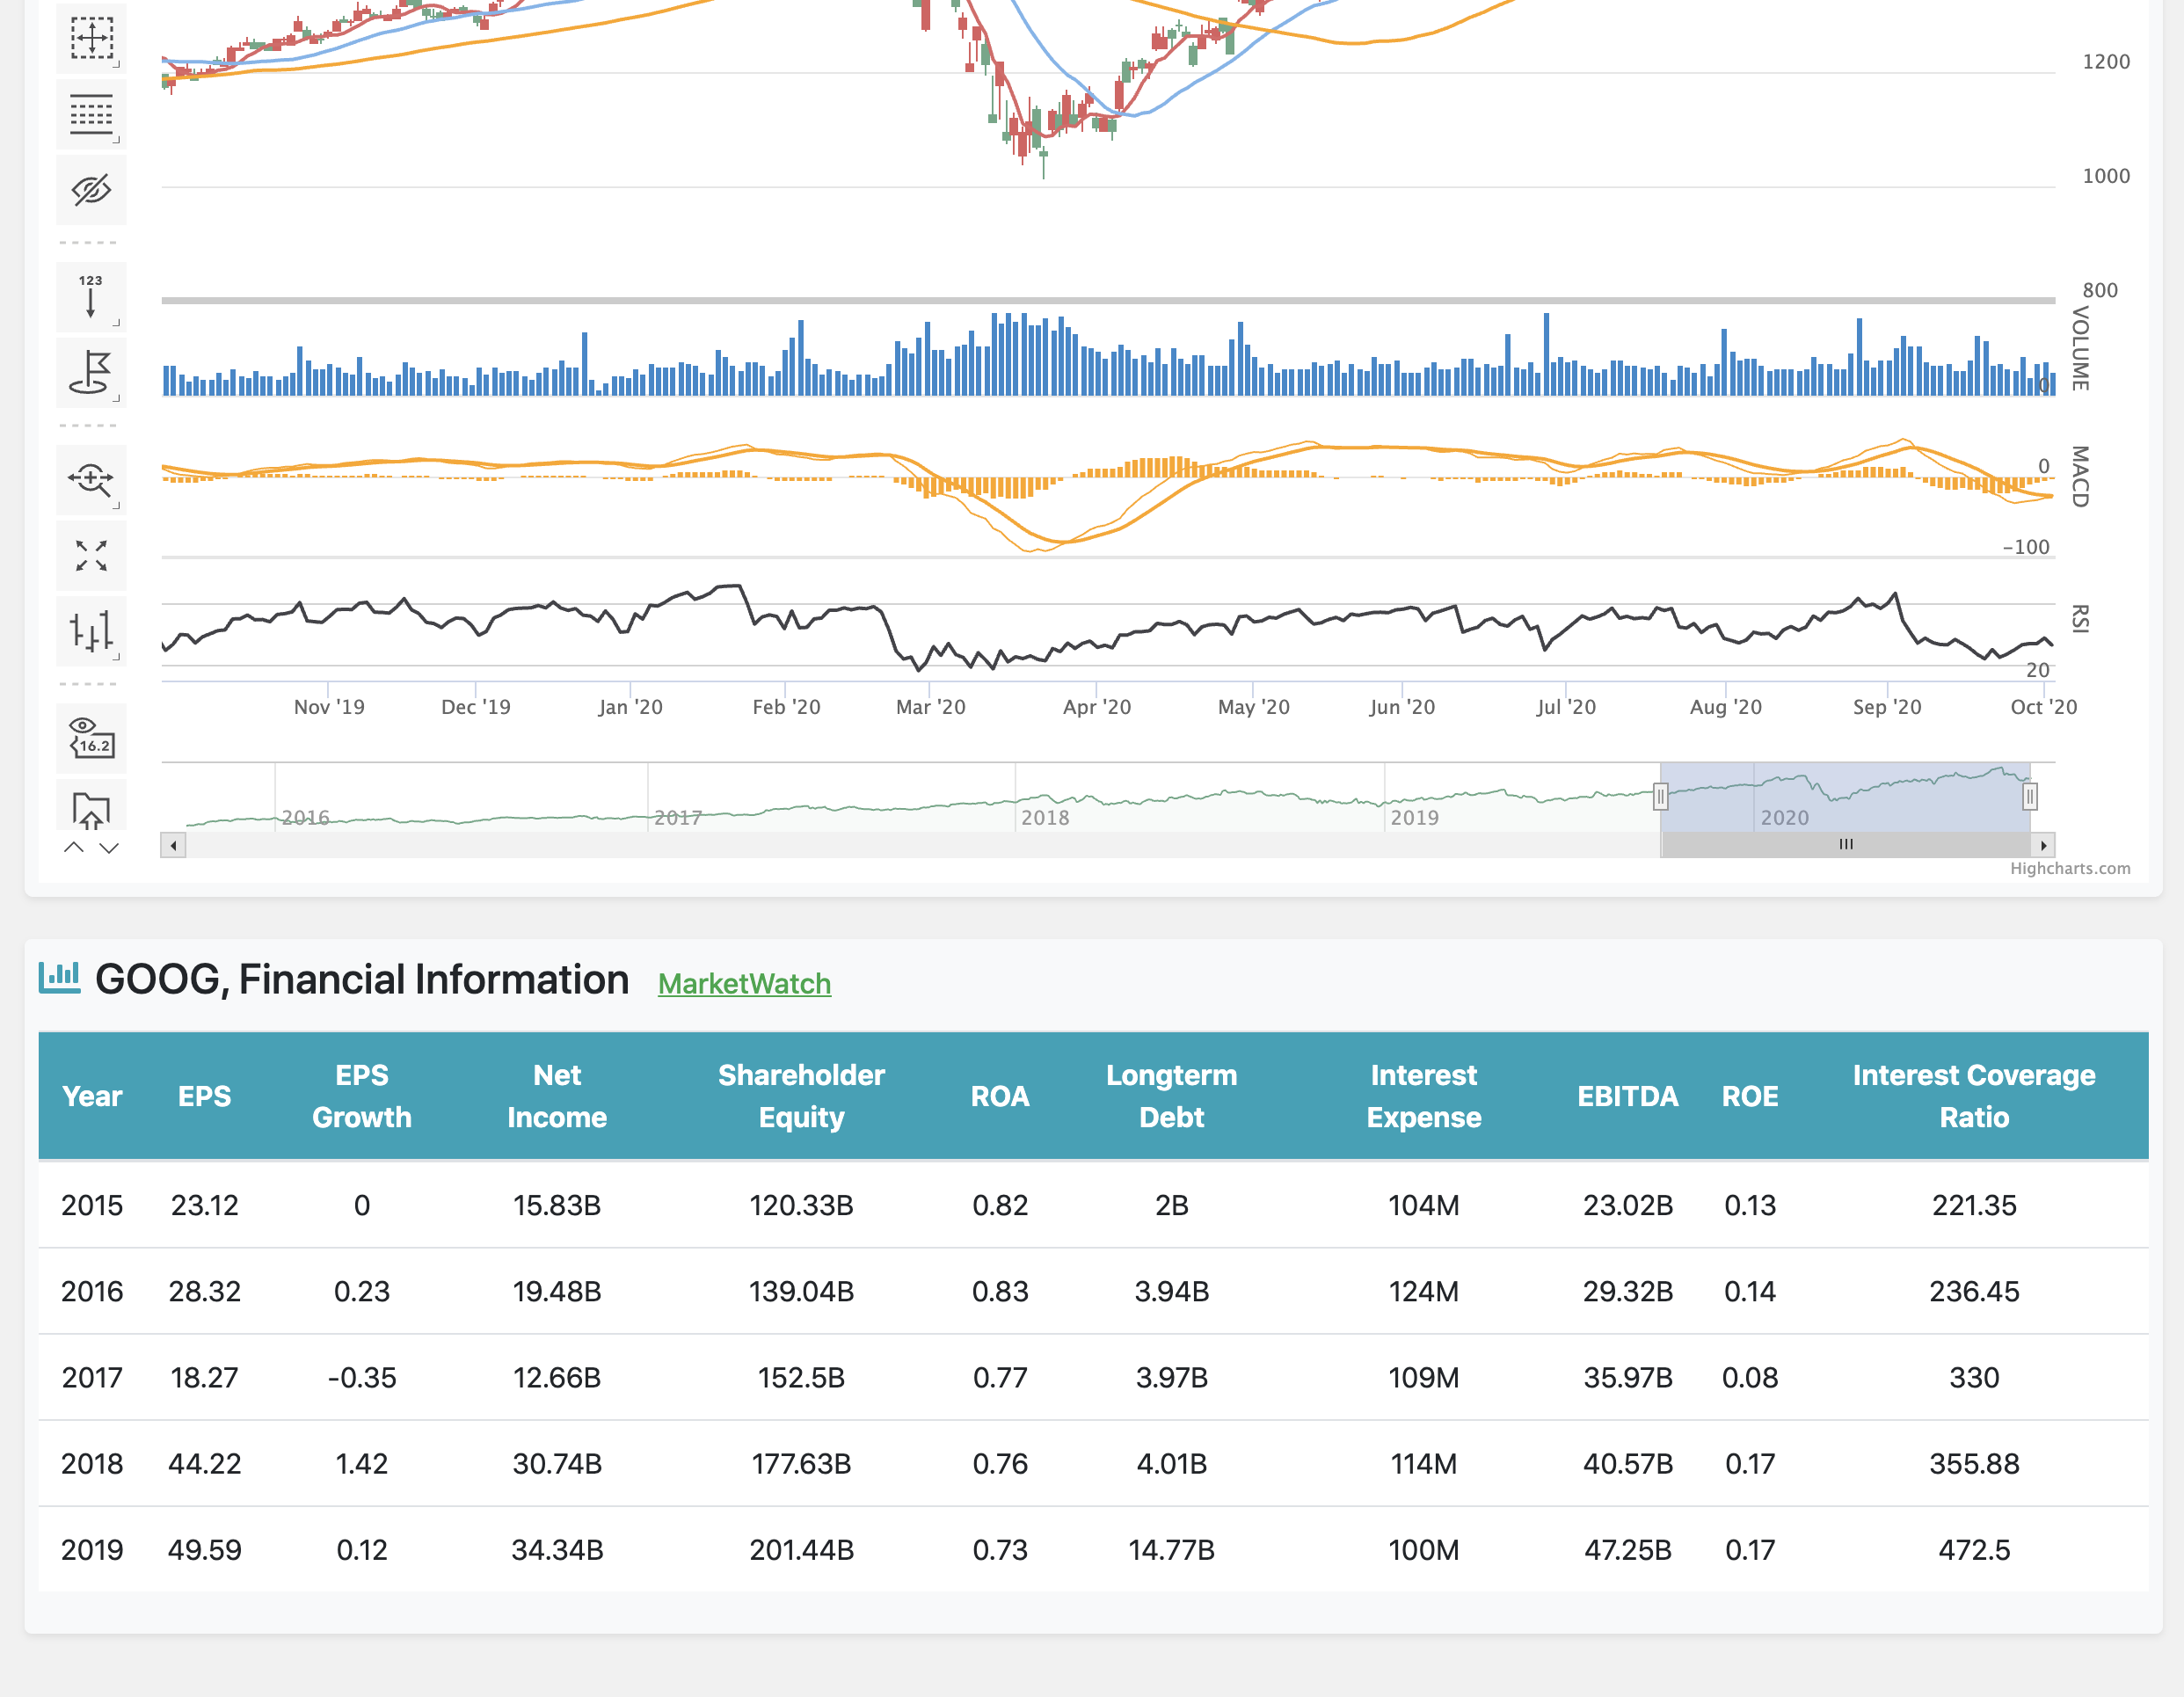 1200
1000
123
800
VOLUME
0
MACD
0
-100
RSI
20
Nov '19 Dec '19 Jan '20 Feb '20 Mar '20 Apr '20 May '20 Jun '20 Jul '20 Aug '20 Sep '20 Oct '20
16.2
2016 2017 2018 2019 2020
Highcharts.com
GOOG, Financial Information MarketWatch
Year EPS EPS Growth Net Income Shareholder Equity ROA Longterm Debt Interest Expense EBITDA ROE Interest Coverage Ratio
2015 23.12 0 15.83B 120.33B 0.82 2B 104M 23.02B 0.13 221.35
2016 28.32 0.23 19.48B 139.04B 0.83 3.94B 124M 29.32B 0.14 236.45
2017 18.27 -0.35 12.66B 152.5B 0.77 3.97B 109M 35.97B 0.08 330
2018 44.22 1.42 30.74B 177.63B 0.76 4.01B 114M 40.57B 0.17 355.88
2019 49.59 0.12 34.34B 201.44B 0.73 14.77B 100M 47.25B 0.17 472.5